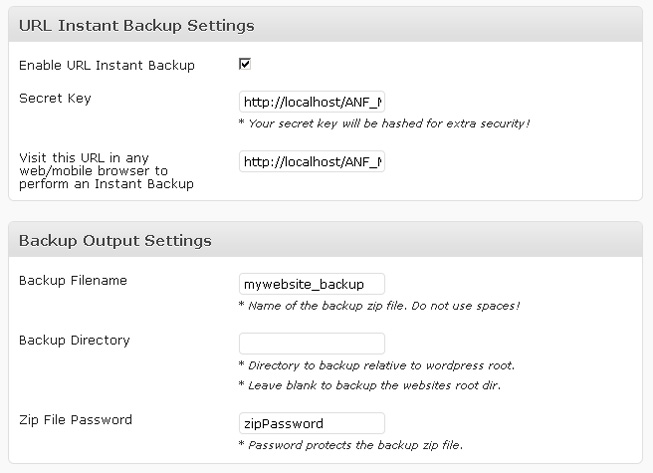 URL Instant Backup Settings
Enable URL Instant Backup
Secret Key
http://localhost/ANF_
* Your secret key will be hashed for extra security!
Visit this URL in any
web/mobile browser to
perform an Instant Backup
http://localhost/ANF_
Backup Output Settings
Backup Filename
mywebsite_backup
* Name of the backup zip file. Do not use spaces!
Backup Directory
* Directory to backup relative to wordpress root.
* Leave blank to backup the websites root dir.
Zip File Password
zipPassword
* Password protects the backup zip file.